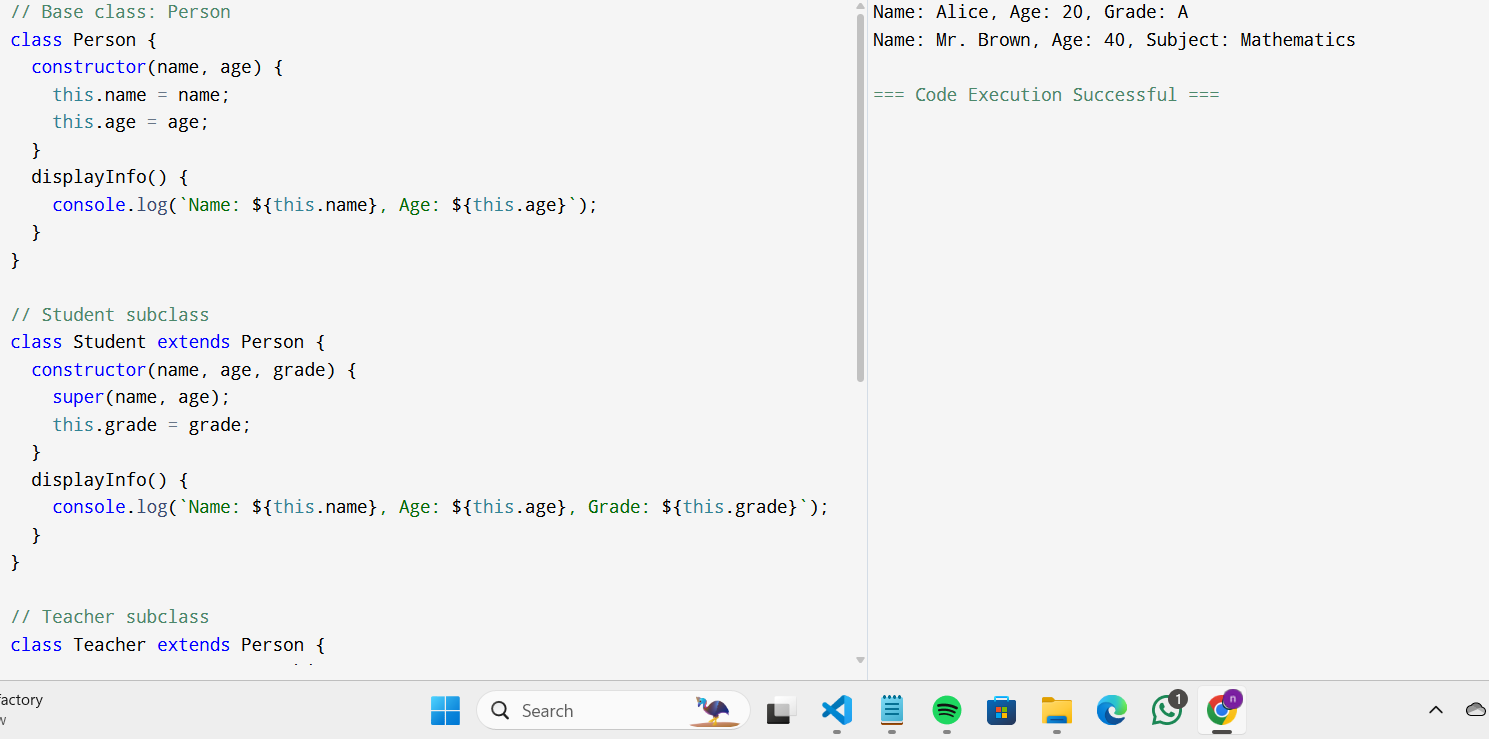 // Base class: Person
class Person {
  constructor(name, age) {
    this.name = name;
    this.age = age;
  }
  displayInfo() {
    console.log(`Name: ${this.name}, Age: ${this.age}`);
  }
}

// Student subclass
class Student extends Person {
  constructor(name, age, grade) {
    super(name, age);
    this.grade = grade;
  }
  displayInfo() {
    console.log(`Name: ${this.name}, Age: ${this.age}, Grade: ${this.grade}`);
  }
}

// Teacher subclass
class Teacher extends Person {
Name: Alice, Age: 20, Grade: A
Name: Mr. Brown, Age: 40, Subject: Mathematics

=== Code Execution Successful ===
factory
w
Search
1
n